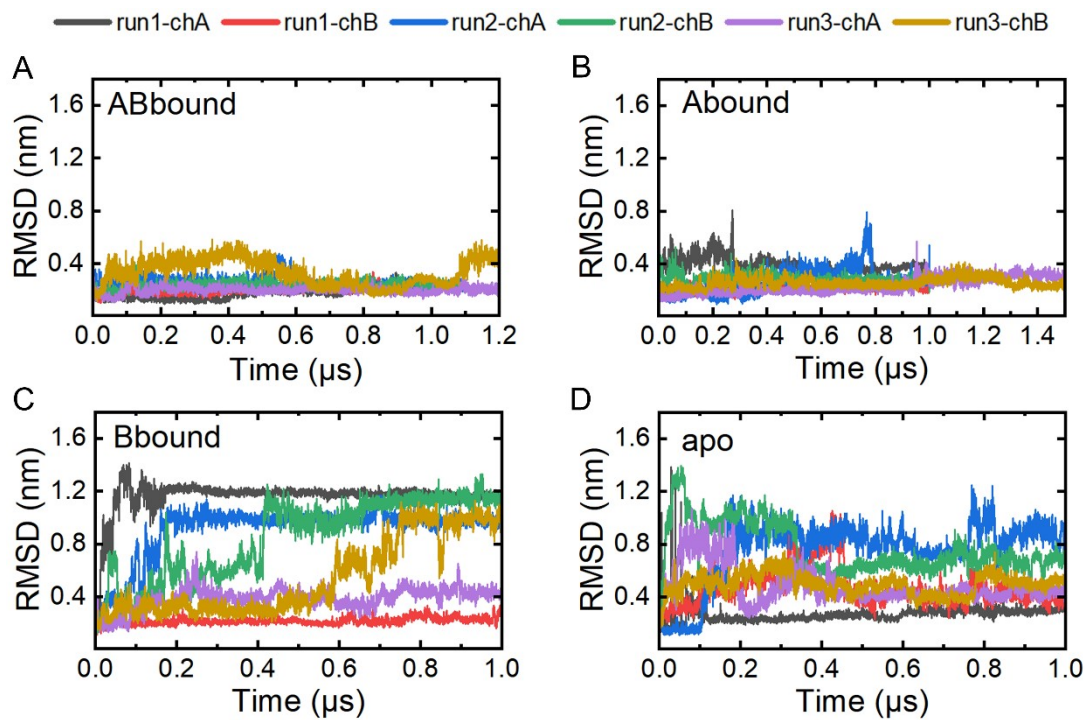 run1-chA run1-chB run2-chA run2-chB run3-chA run3-chB
A
ABbound
RMSD (nm)
1.6
1.2
0.8
0.4
0.0 0.2 0.4 0.6 0.8 1.0 1.2
Time (μs)
B
Abound
RMSD (nm)
1.6
1.2
0.8
0.4
0.0 0.2 0.4 0.6 0.8 1.0 1.2 1.5
Time (μs)
C
Bbound
RMSD (nm)
1.6
1.2
0.8
0.4
0.0 0.2 0.4 0.6 0.8 1.0
Time (μs)
D
apo
RMSD (nm)
1.6
1.2
0.8
0.4
0.0 0.2 0.4 0.6 0.8 1.0
Time (μs)